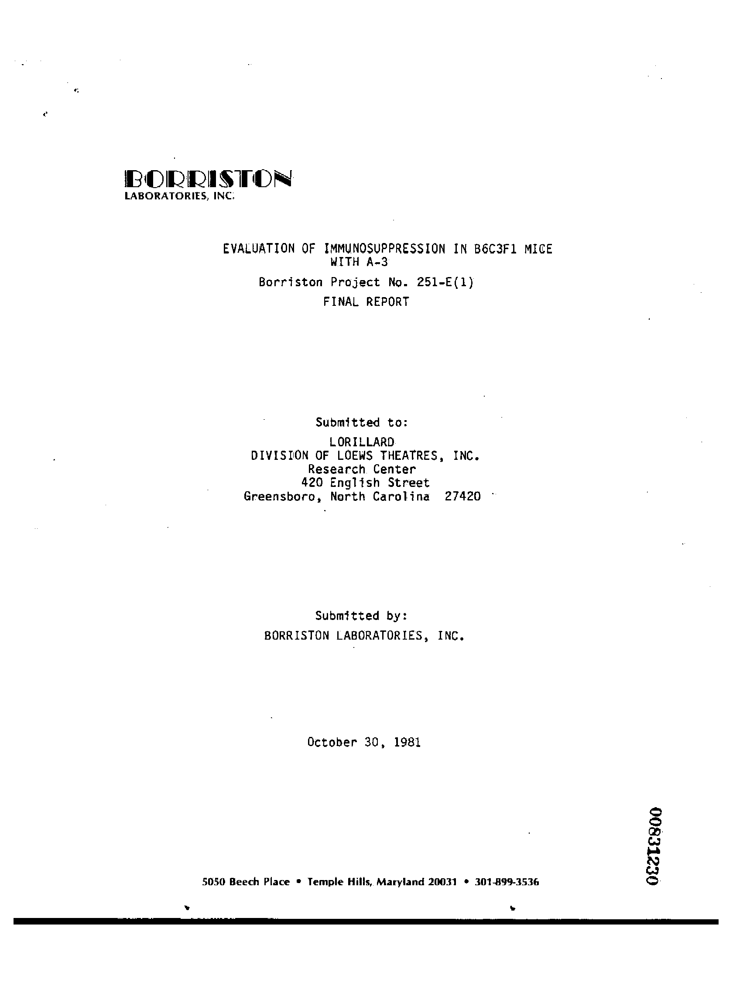 BORRISTON
LABORATORIES, INC.
EVALUATION OF IMMUNOSUPPRESSION IN B6C3F1 MICE
WITH A-3
Borriston Project No. 251-E(1)
FINAL REPORT
Submitted to:
LORILLARD
DIVISION OF LOEWS THEATRES, INC.
Research Center
420 English Street
Greensboro, North Carolina 27420
Submitted by:
BORRISTON LABORATORIES, INC.
October 30, 1981
00831230
5050 Beech Place • Temple Hills, Maryland 20031 • 301-899-3536